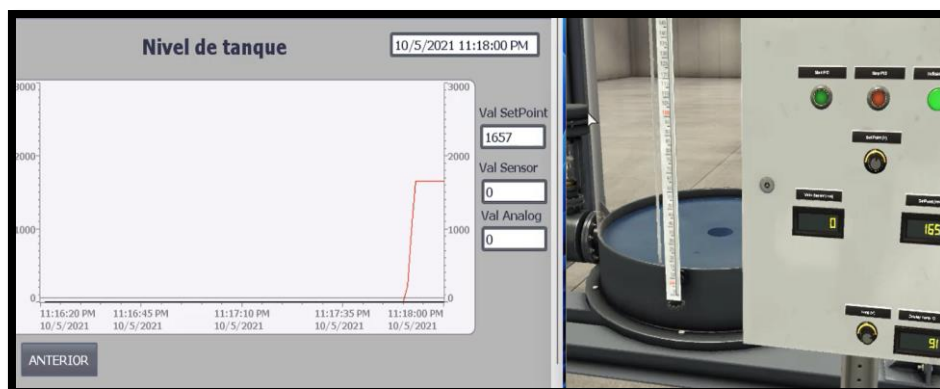 Nivel de tanque
10/5/2021 11:18:00 PM
3000
2000
1000
0
3000
2000
1000
0
Val SetPoint
1657
Val Sensor
0
Val Analog
0
11:16:20 PM
10/5/2021
11:16:45 PM
10/5/2021
11:17:10 PM
10/5/2021
11:17:35 PM
10/5/2021
11:18:00 PM
10/5/2021
ANTERIOR
0
165
91